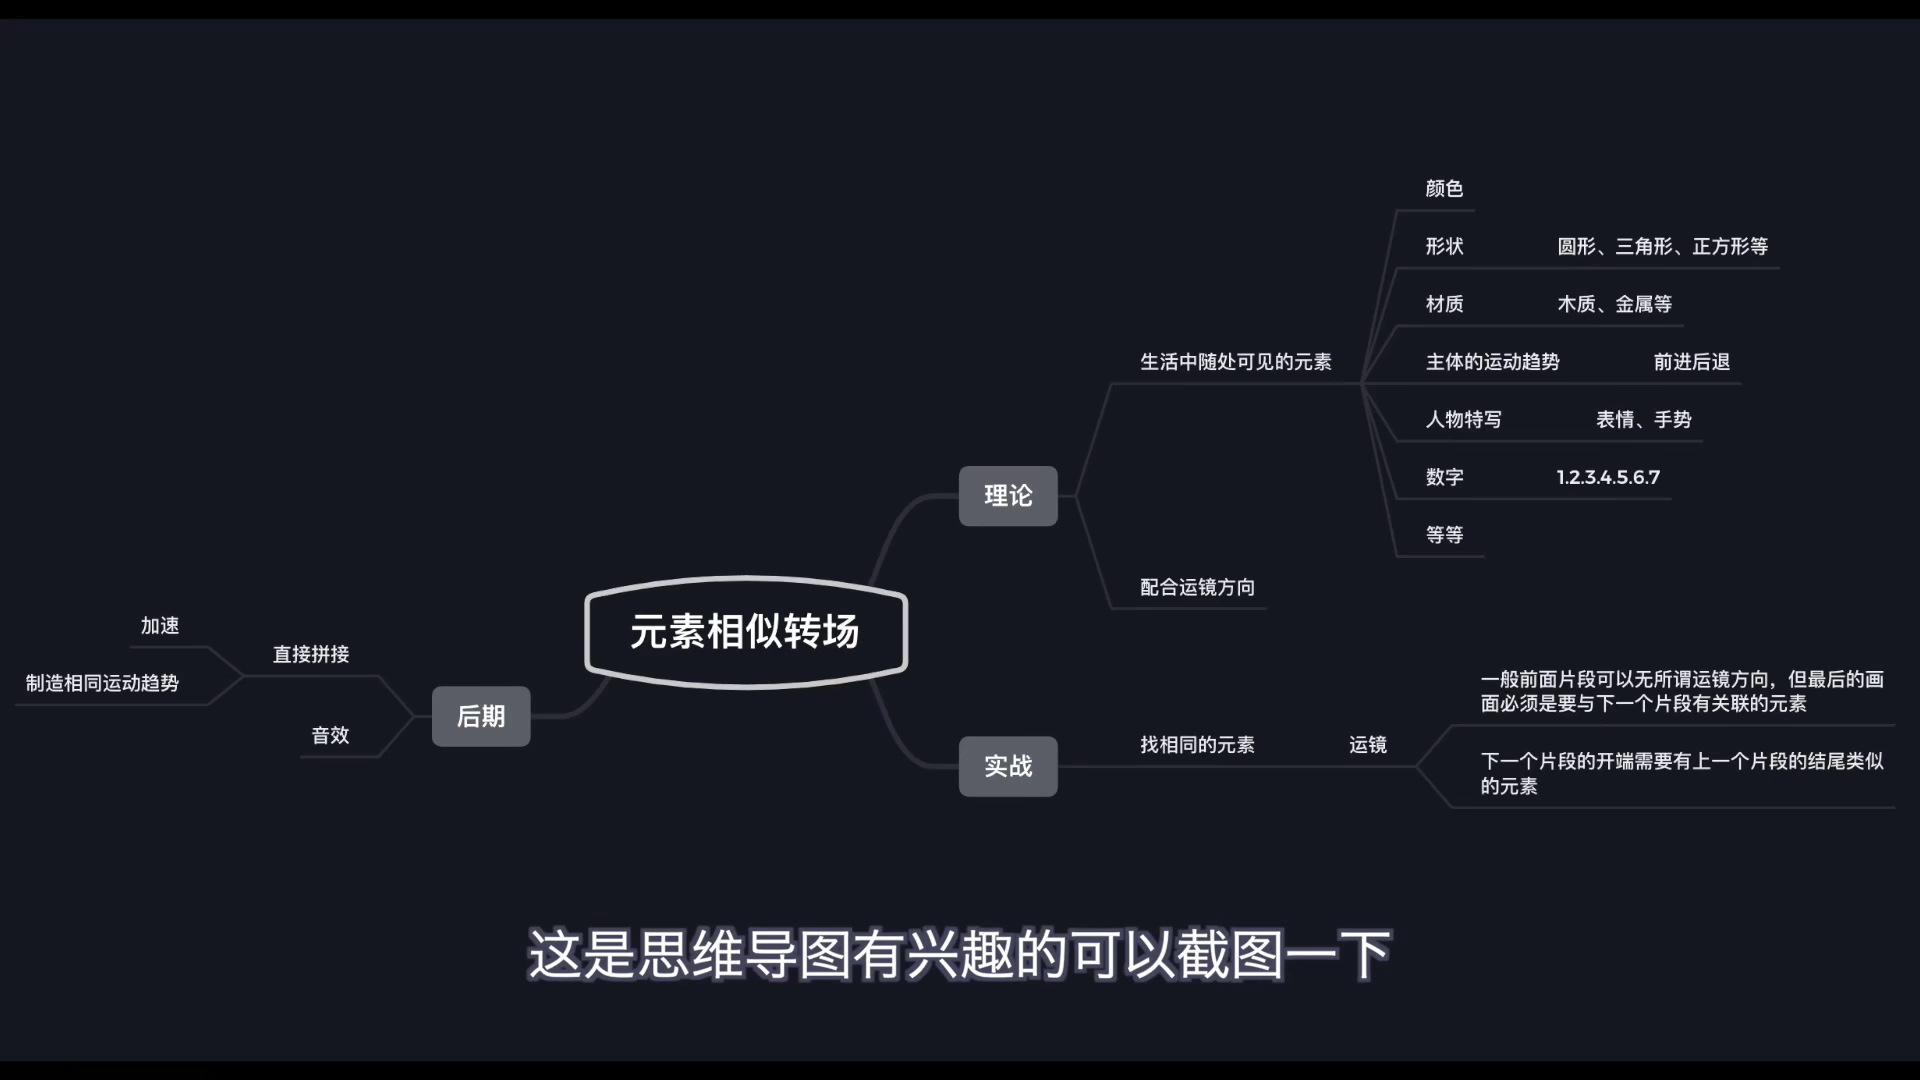 元素相似转场
理论
生活中随处可见的元素
颜色
形状 圆形、三角形、正方形等
材质 木质、金属等
主体的运动趋势 前进后退
人物特写 表情、手势
数字 1.2.3.4.5.6.7
等等
配合运镜方向
实战
找相同的元素 运镜
一般前面片段可以无所谓运镜方向，但最后的画
面必须是要与下一个片段有关联的元素
下一个片段的开端需要有上一个片段的结尾类似
的元素
后期
直接拼接
加速
制造相同运动趋势
音效
这是思维导图有兴趣的可以截图一下